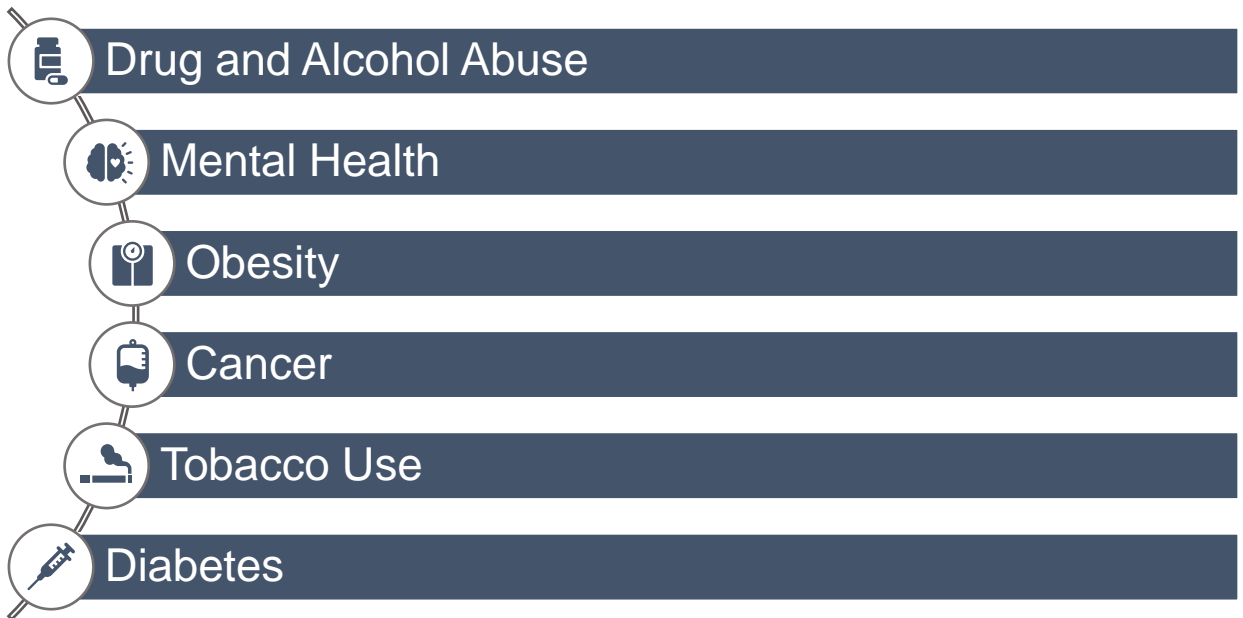 Drug and Alcohol Abuse
Mental Health
Obesity
Cancer
Tobacco Use
Diabetes